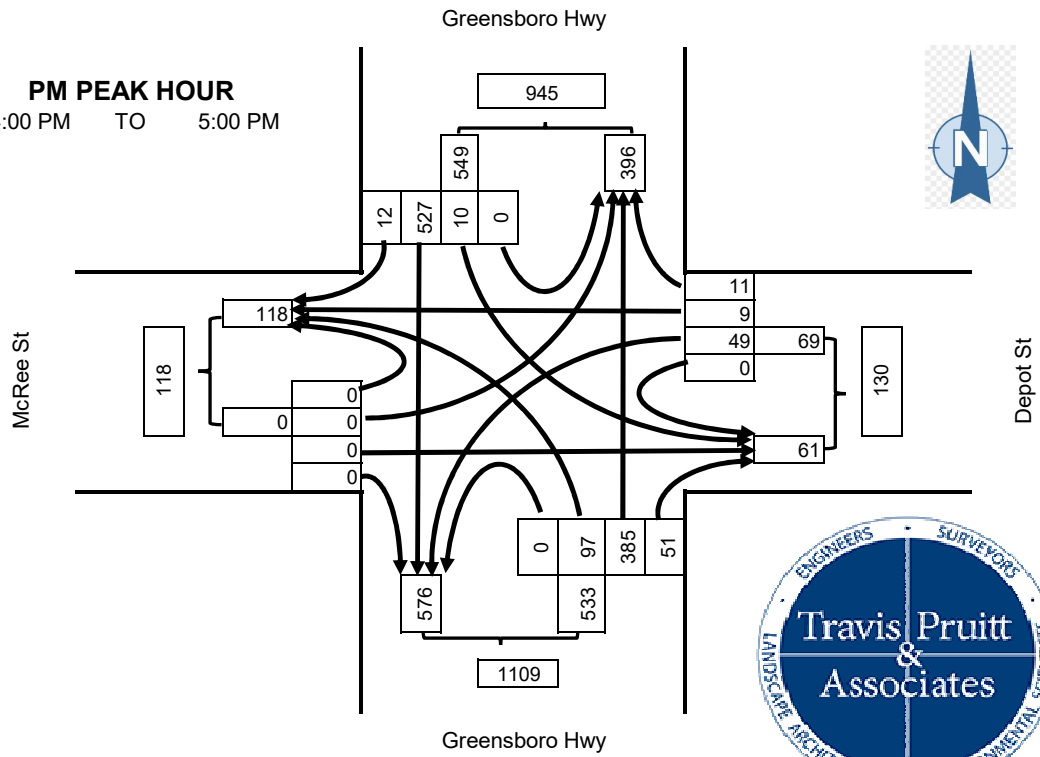 Greensboro Hwy
PM PEAK HOUR
:00 PM TO 5:00 PM
945
549
396
12 527 10 0
N
11
9
49 69
0
130
Depot St
61
118
118
McRee St
0
0 0
0
0
0 97 385 51
576
533
1109
Greensboro Hwy
ENGINEERS · SURVEYORS
Travis Pruitt
&
Associates
LANDSCAPE